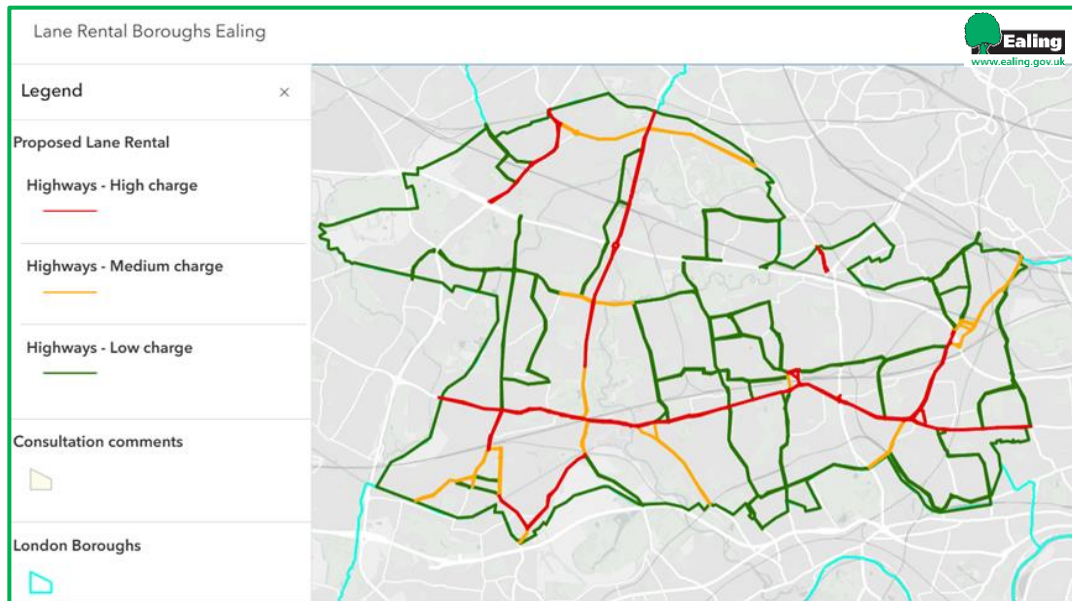 Lane Rental Boroughs Ealing
Ealing
www.ealing.gov.uk
Legend
Proposed Lane Rental
Highways - High charge
Highways - Medium charge
Highways - Low charge
Consultation comments
London Boroughs